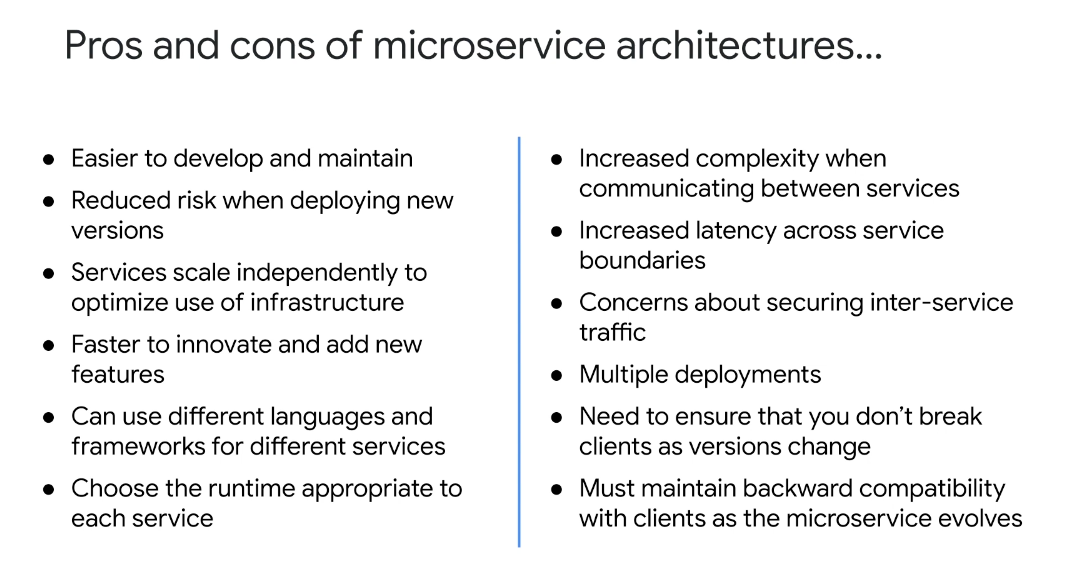 Pros and cons of microservice architectures...
● Easier to develop and maintain
● Reduced risk when deploying new
versions
● Services scale independently to
optimize use of infrastructure
● Faster to innovate and add new
features
● Can use different languages and
frameworks for different services
● Choose the runtime appropriate to
each service
● Increased complexity when
communicating between services
● Increased latency across service
boundaries
● Concerns about securing inter-service
traffic
● Multiple deployments
● Need to ensure that you don’t break
clients as versions change
● Must maintain backward compatibility
with clients as the microservice evolves